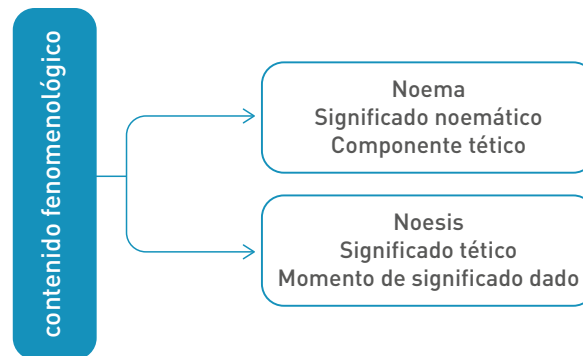 contenido fenomenológico
Noema
Significado noemático
Componente tético
Noesis
Significado tético
Momento de significado dado